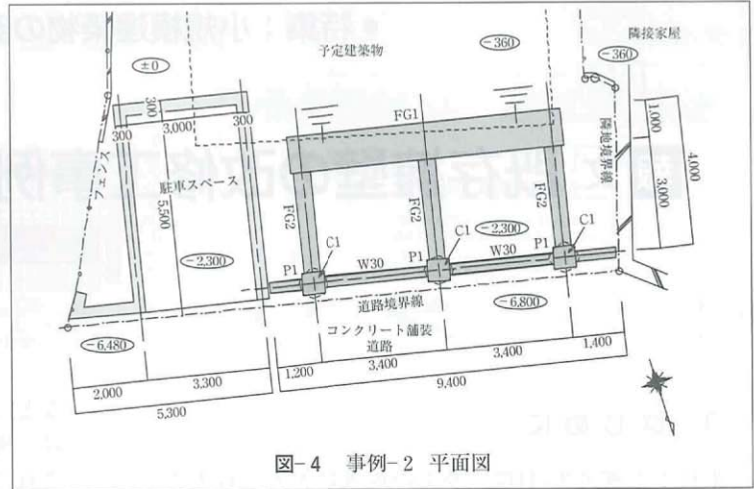 予定建築物
-360
隣接家屋
-360
±0
フェンス
300
300
3,000
300
駐車スペース
5,500
-2,300
FG1
FG2
FG2
FG2
-2,300
隣地境界線
1,000
3,000
4,000
P1
C1
W30
P1
C1
W30
P1
C1
道路境界線
-6,800
コンクリート舗装
道路
-6,480
2,000
3,300
5,300
1,200
3,400
3,400
1,400
9,400
図-4 事例-2 平面図